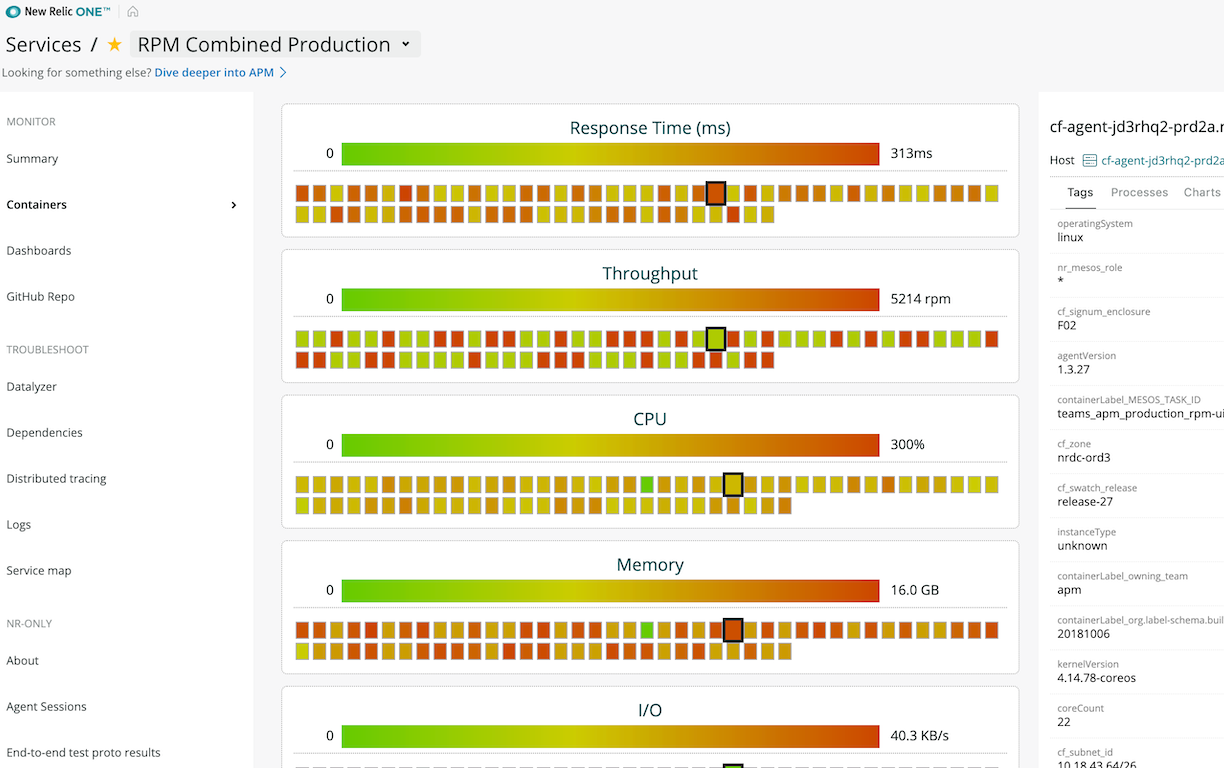 New Relic ONE™
Services / RPM Combined Production
Looking for something else? Dive deeper into APM
MONITOR
Summary
Containers
Dashboards
GitHub Repo
TROUBLESHOOT
Datalyzer
Dependencies
Distributed tracing
Logs
Service map
NR-ONLY
About
Agent Sessions
End-to-end test proto results
Response Time (ms)
0 313ms
Throughput
0 5214 rpm
CPU
0 300%
Memory
0 16.0 GB
I/O
0 40.3 KB/s
cf-agent-jd3rhq2-prd2a.r
Host cf-agent-jd3rhq2-prd2a
Tags Processes Charts
operatingSystem
linux
nr_mesos_role
*
cf_signum_enclosure
F02
agentVersion
1.3.27
containerLabel_MESOS_TASK_ID
teams_apm_production_rpm-ui
cf_zone
nrdc-ord3
cf_swatch_release
release-27
instanceType
unknown
containerLabel_owning_team
apm
containerLabel_org.label-schema.buil
20181006
kernelVersion
4.14.78-coreos
coreCount
22
cf_subnet_id
10.18.43.64/26